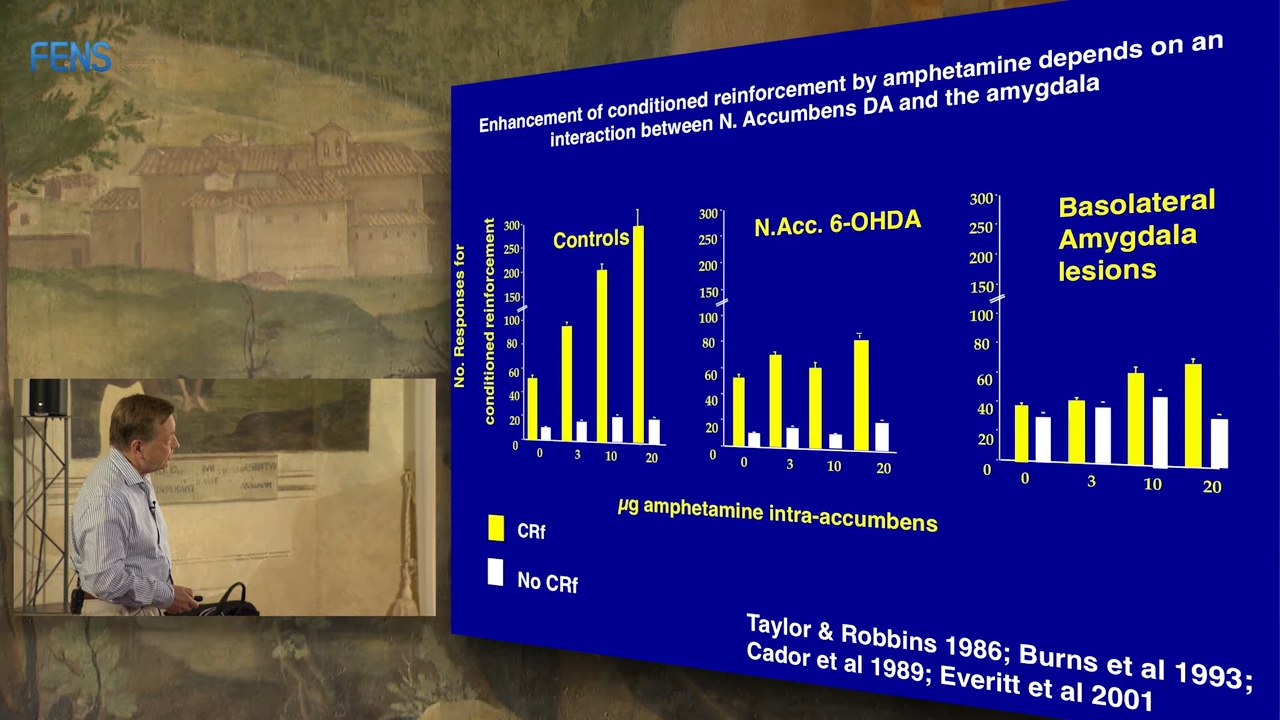 FENS
Enhancement of conditioned reinforcement by amphetamine depends on an
interaction between N. Accumbens DA and the amygdala
No. Responses for
conditioned reinforcement
Controls
300
250
200
150
100
80
60
40
20
0
0 3 10 20
N.Acc. 6-OHDA
300
250
200
150
100
80
60
40
20
0
0 3 10 20
Basolateral
Amygdala
lesions
300
250
200
150
100
80
60
40
20
0
0 3 10 20
µg amphetamine intra-accumbens
CRf
No CRf
Taylor & Robbins 1986; Burns et al 1993;
Cador et al 1989; Everitt et al 2001